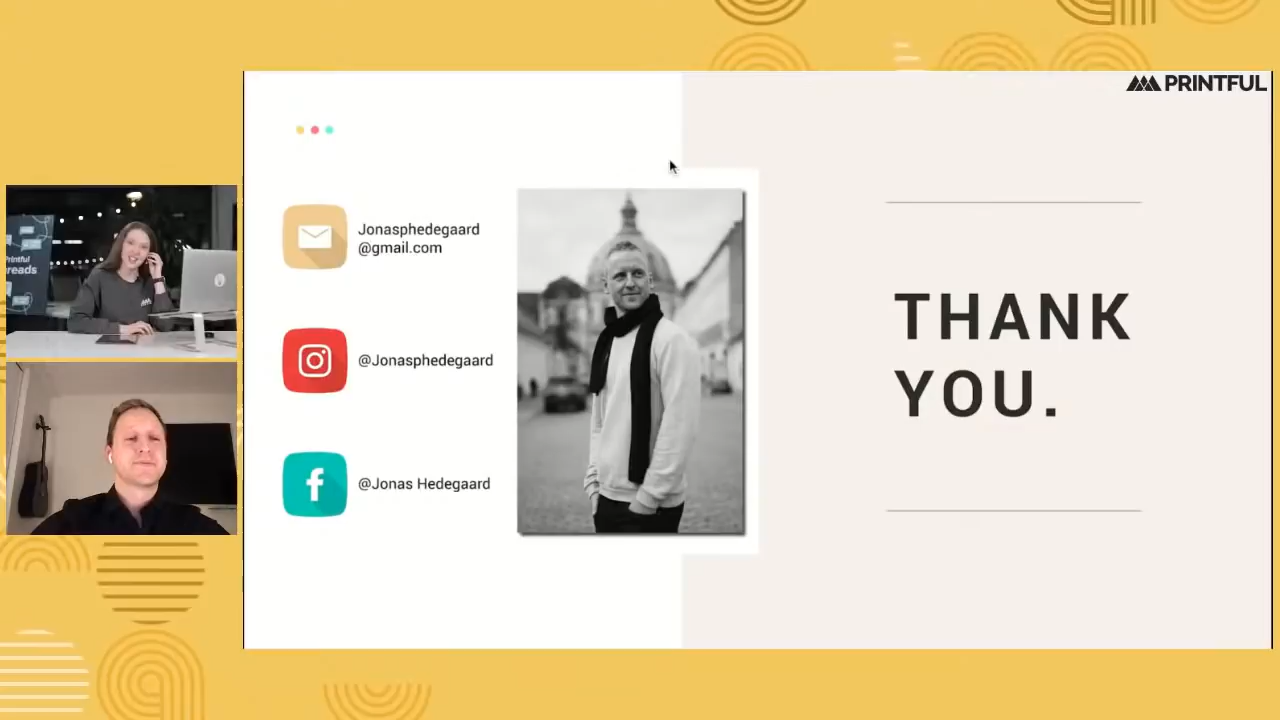 PRINTFUL
Jonasphedegaard
@gmail.com
@Jonasphedegaard
@Jonas Hedegaard
THANK
YOU.